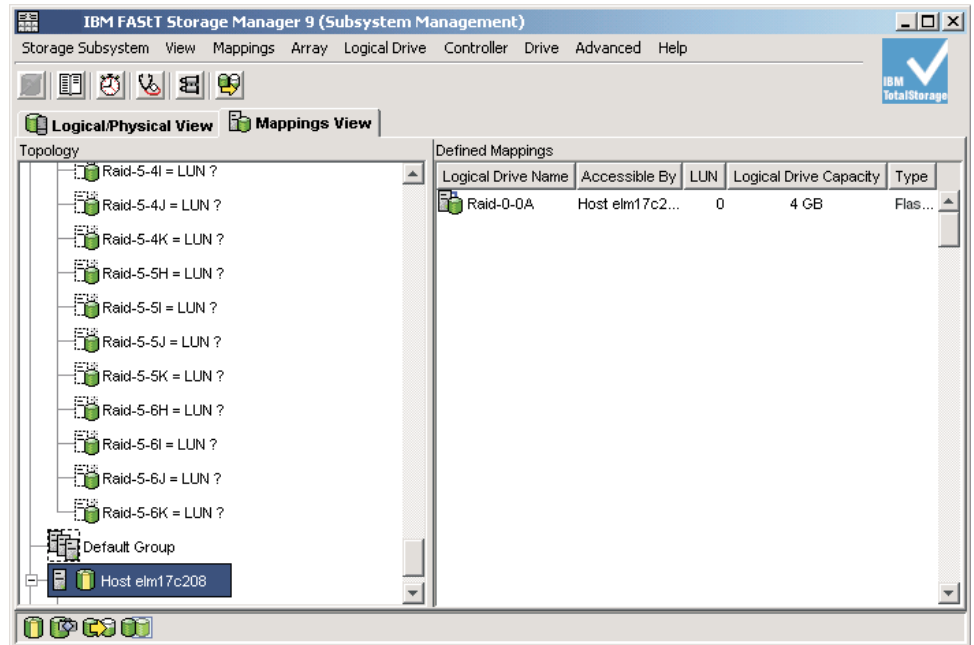 IBM FAStT Storage Manager 9 (Subsystem Management)
Storage Subsystem View Mappings Array Logical Drive Controller Drive Advanced Help
IBM
TotalStorage
Logical/Physical View Mappings View
Topology
Raid-5-4I = LUN ?
Raid-5-4J = LUN ?
Raid-5-4K = LUN ?
Raid-5-5H = LUN ?
Raid-5-5I = LUN ?
Raid-5-5J = LUN ?
Raid-5-5K = LUN ?
Raid-5-6H = LUN ?
Raid-5-6I = LUN ?
Raid-5-6J = LUN ?
Raid-5-6K = LUN ?
Default Group
Host elm17c208
Defined Mappings
Logical Drive Name Accessible By LUN Logical Drive Capacity Type
Raid-0-0A Host elm17c2... 0 4 GB Flas...